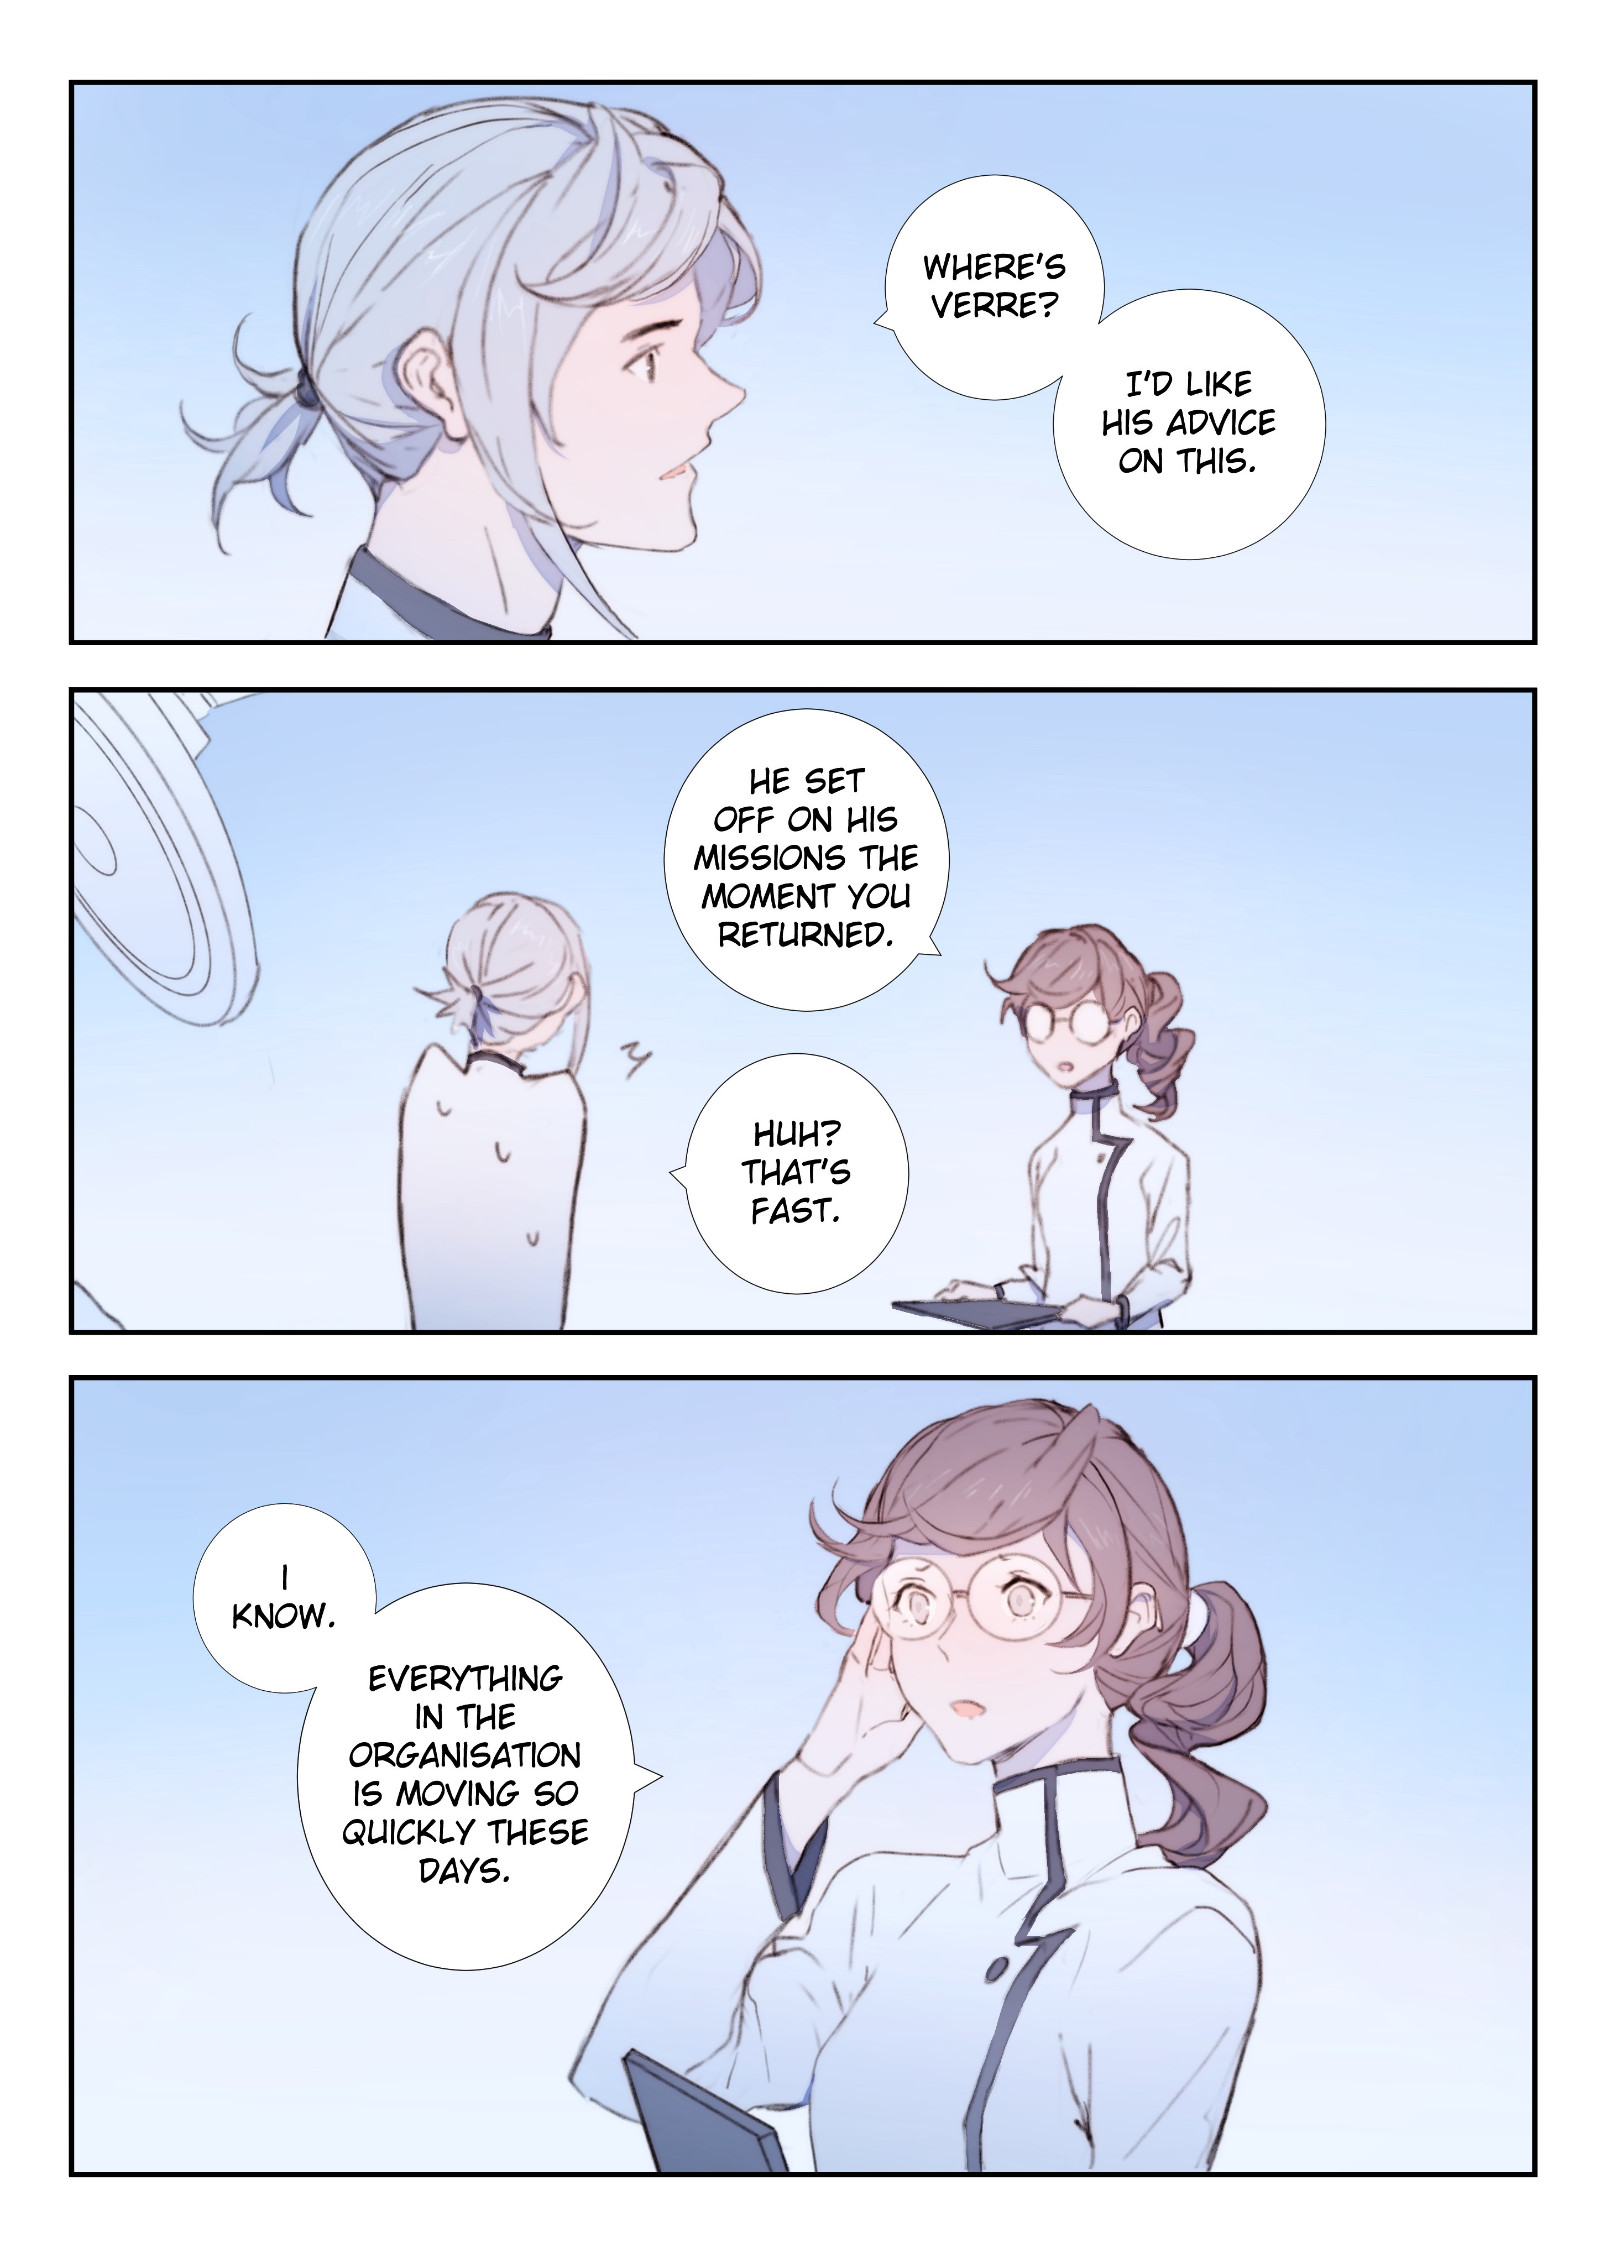 WHERE'S
VERRE?
I'D LIKE
HIS ADVICE
ON THIS.
HE SET
OFF ON HIS
MISSIONS THE
MOMENT YOU
RETURNED.
HUH?
THAT'S
FAST.
I
KNOW.
EVERYTHING
IN THE
ORGANISATION
IS MOVING SO
QUICKLY THESE
DAYS.